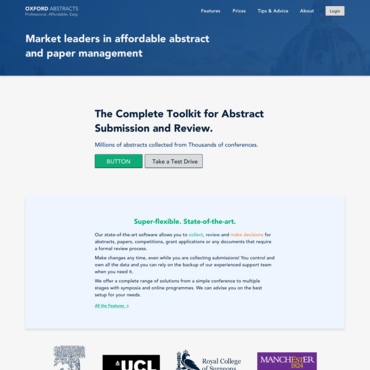 OXFORD ABSTRACTS
Professional. Affordable. Easy.
Features
Prices
Tips & Advice
About
Login
Market leaders in affordable abstract
and paper management
The Complete Toolkit for Abstract
Submission and Review.
Millions of abstracts collected from Thousands of conferences.
BUTTON
Take a Test Drive
Super-flexible. State-of-the-art.
Our state-of-the-art software allows you to collect, review and make decisions for
abstracts, papers, competitions, grant applications or any documents that require
a formal review process.
Make changes any time, even while you are collecting submissions! You control and
own all the data and you can rely on the backup of our experienced support team
when you need it.
We offer a complete range of solutions from a simple conference to multiple
stages with symposia and online programmes. We can advise you on the best
setup for your needs.
All the Features
UCL
Royal College
of Surgeons
MANCHESTER
1824